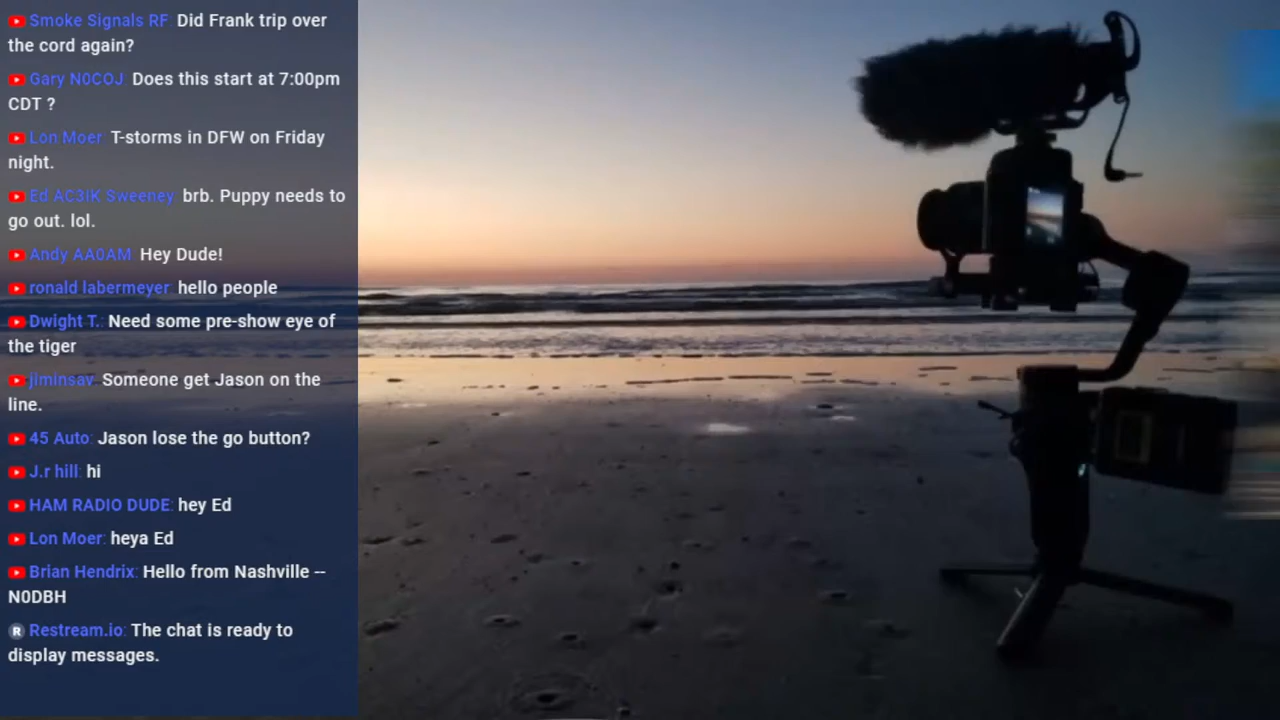 Smoke Signals RF: Did Frank trip over
the cord again?
Gary N0COJ: Does this start at 7:00pm
CDT ?
Lon Moer: T-storms in DFW on Friday
night.
Ed AC3IK Sweeney: brb. Puppy needs to
go out. lol.
Andy AA0AM: Hey Dude!
ronald labermeyer: hello people
Dwight T.: Need some pre-show eye of
the tiger
jiminsav: Someone get Jason on the
line.
45 Auto: Jason lose the go button?
J.r hill: hi
HAM RADIO DUDE: hey Ed
Lon Moer: heya Ed
Brian Hendrix: Hello from Nashville --
N0DBH
R Restream.io: The chat is ready to
display messages.